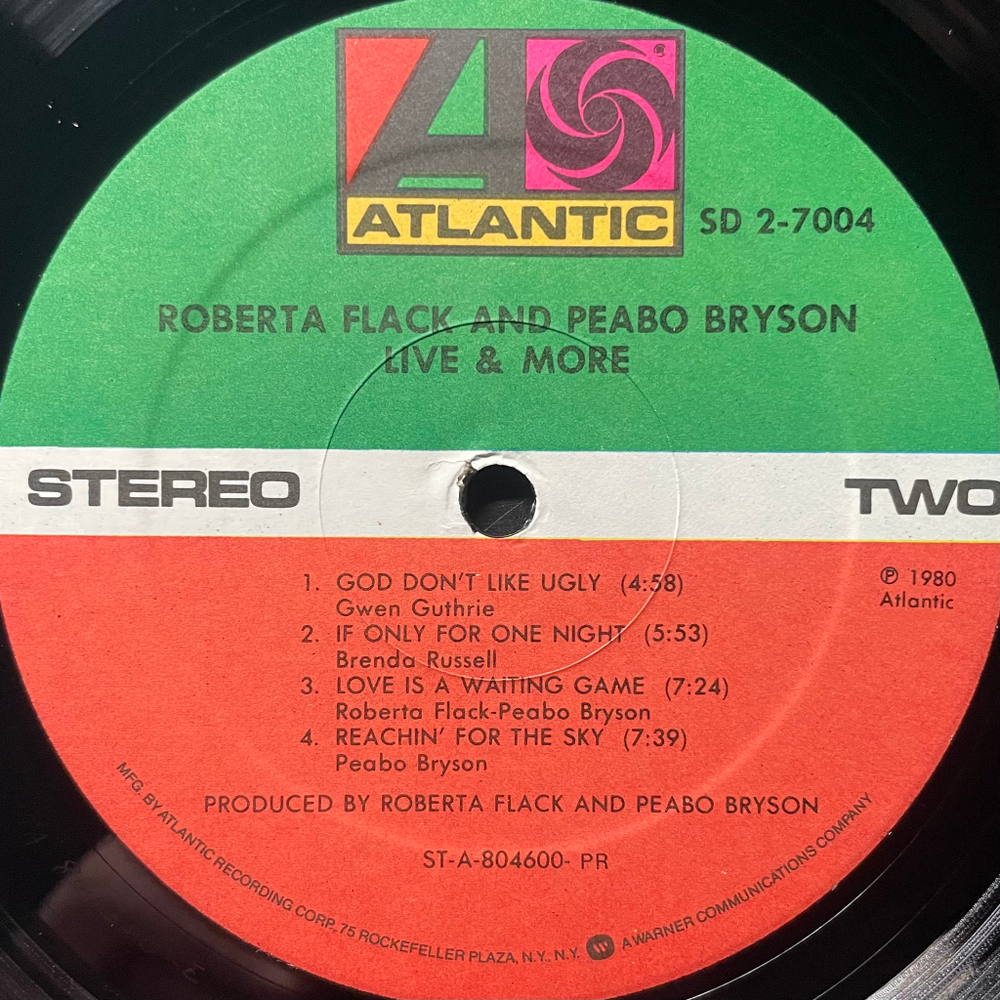 ATLANTIC
SD 2-7004
ROBERTA FLACK AND PEABO BRYSON
LIVE & MORE
STEREO
TWO
1. GOD DON'T LIKE UGLY (4:58)
Gwen Guthrie
2. IF ONLY FOR ONE NIGHT (5:53)
Brenda Russell
3. LOVE IS A WAITING GAME (7:24)
Roberta Flack-Peabo Bryson
4. REACHIN' FOR THE SKY (7:39)
Peabo Bryson
℗ 1980
Atlantic
PRODUCED BY ROBERTA FLACK AND PEABO BRYSON
ST-A-804600- PR
MFG. BY ATLANTIC RECORDING CORP. 75 ROCKEFELLER PLAZA, N.Y. N.Y. A WARNER COMMUNICATIONS COMPANY